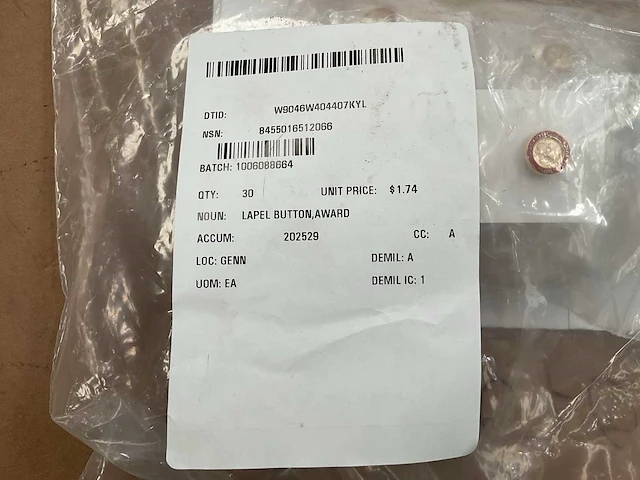 DTID: W9046W404407KYL
NSN: 8455016512066
BATCH: 1006088664
QTY: 30 UNIT PRICE: $1.74
NOUN: LAPEL BUTTON,AWARD
ACCUM: 202529 CC: A
LOC: GENN DEMIL: A
UOM: EA DEMIL IC: 1